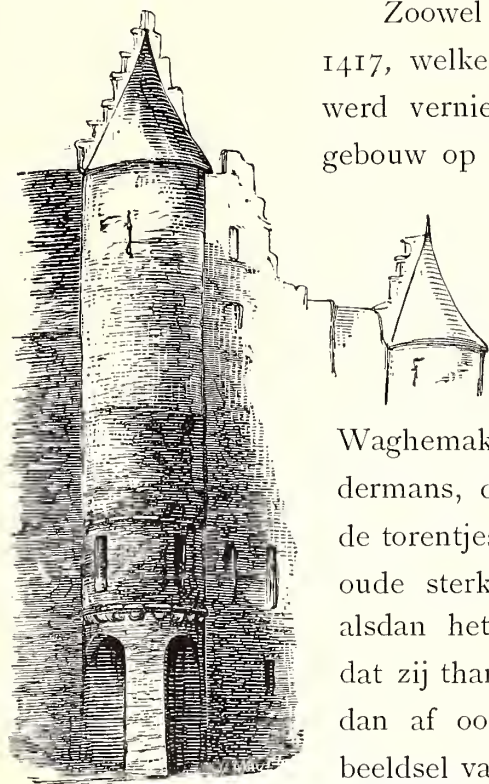 Zoowel
1417, welke
werd vernie
gebouw op
Waghemak
dermans, 
de torentjes
oude sterk
alsdan het
dat zij than
dan af oo
beeldsel va